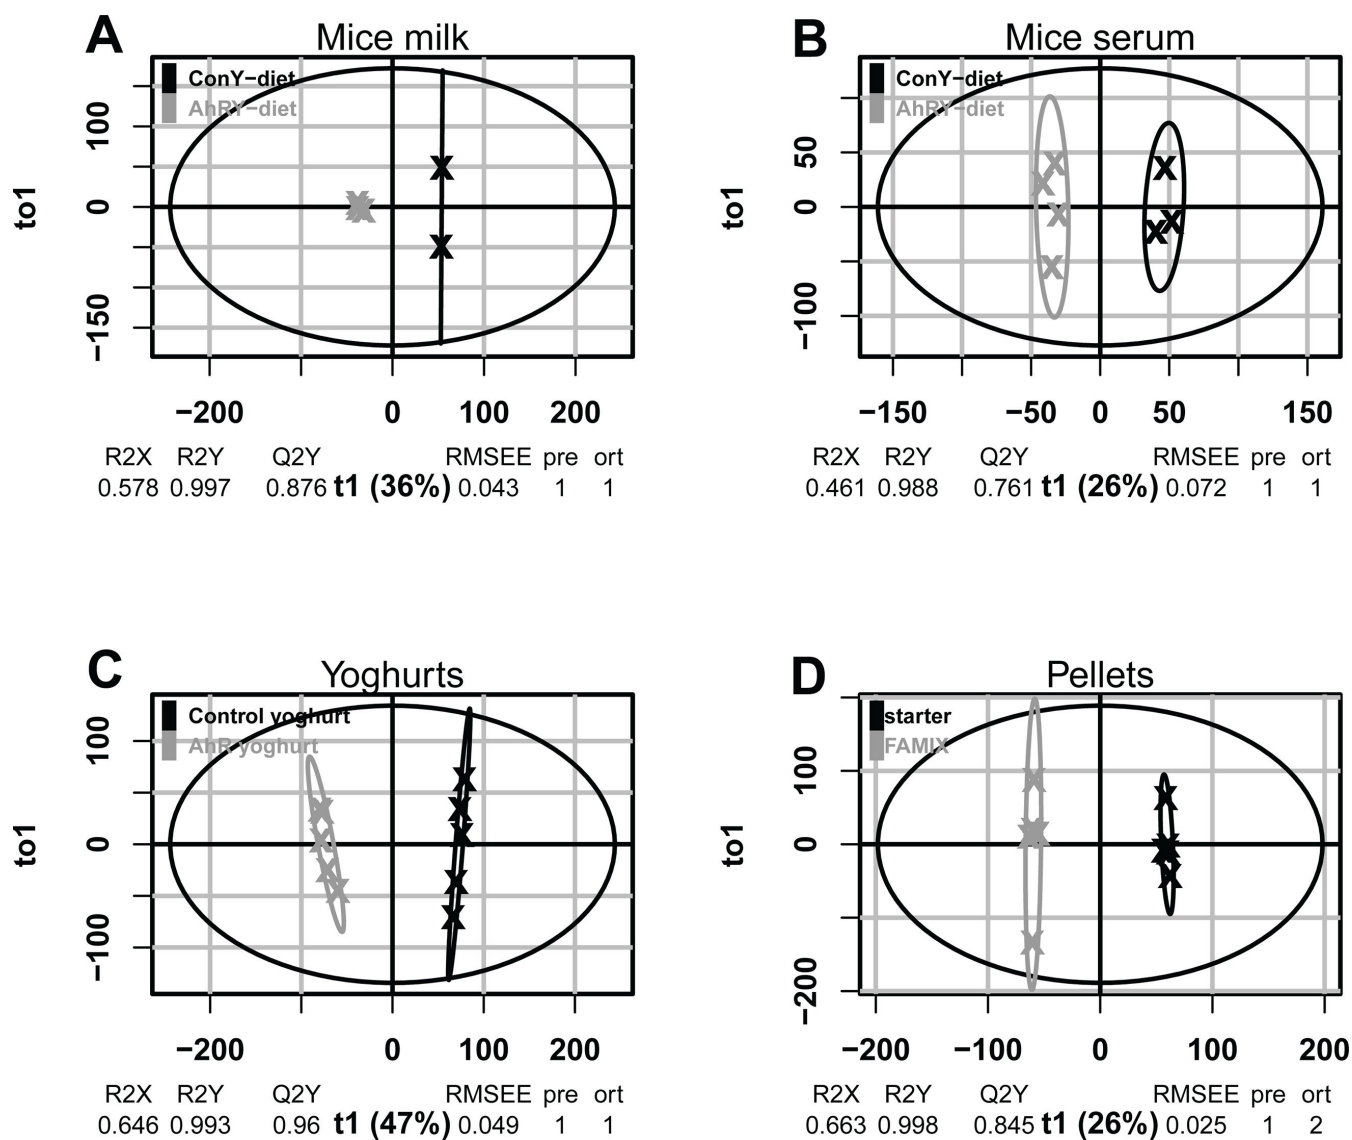 A
Mice milk
ConY−diet
AhRY−diet
to1
100
0
−150
−200 0 100 200
R2X R2Y Q2Y RMSEE pre ort
0.578 0.997 0.876 t1 (36%) 0.043 1 1
B
Mice serum
ConY−diet
AhRY−diet
to1
50
0
−100
−150 −50 0 50 150
R2X R2Y Q2Y RMSEE pre ort
0.461 0.988 0.761 t1 (26%) 0.072 1 1
C
Yoghurts
Control yoghurt
AhR yoghurt
to1
100
0
−100
−200 0 100 200
R2X R2Y Q2Y RMSEE pre ort
0.646 0.993 0.96 t1 (47%) 0.049 1 1
D
Pellets
starter
FAMIX
to1
100
0
−200
−200 −100 0 100 200
R2X R2Y Q2Y RMSEE pre ort
0.663 0.998 0.845 t1 (26%) 0.025 1 2